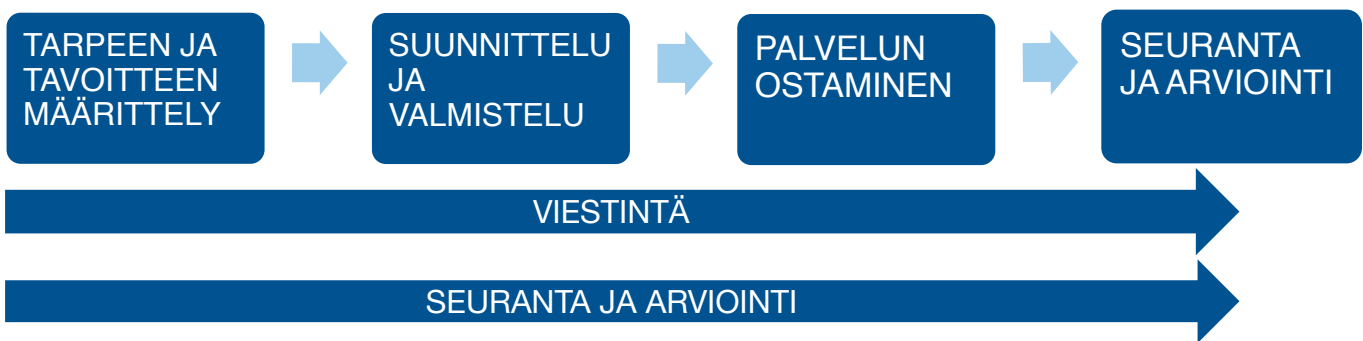 TARPEEN JA
TAVOITTEEN
MÄÄRITTELY
SUUNNITTELU
JA
VALMISTELU
PALVELUN
OSTAMINEN
SEURANTA
JA ARVIOINTI
VIESTINTÄ
SEURANTA JA ARVIOINTI